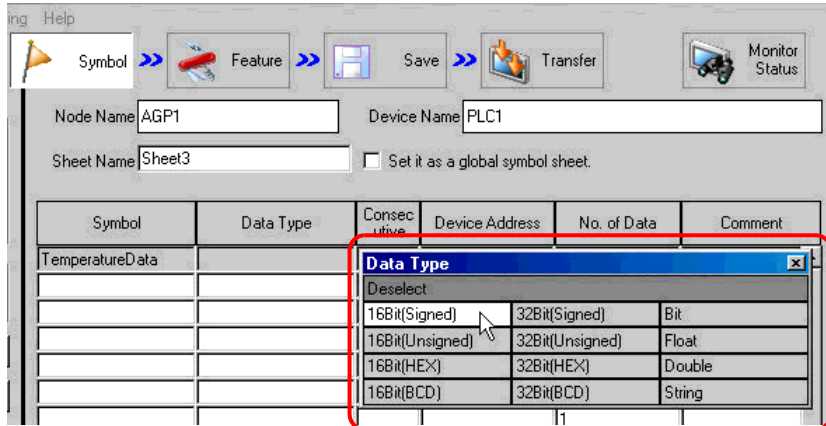 ing Help
Symbol Feature Save Transfer Monitor Status
Node Name AGP1 Device Name PLC1
Sheet Name Sheet3 Set it as a global symbol sheet.
Symbol Data Type Consec utive Device Address No. of Data Comment
TemperatureData
Data Type
Deselect
16Bit(Signed) 32Bit(Signed) Bit
16Bit(Unsigned) 32Bit(Unsigned) Float
16Bit(HEX) 32Bit(HEX) Double
16Bit(BCD) 32Bit(BCD) String
1